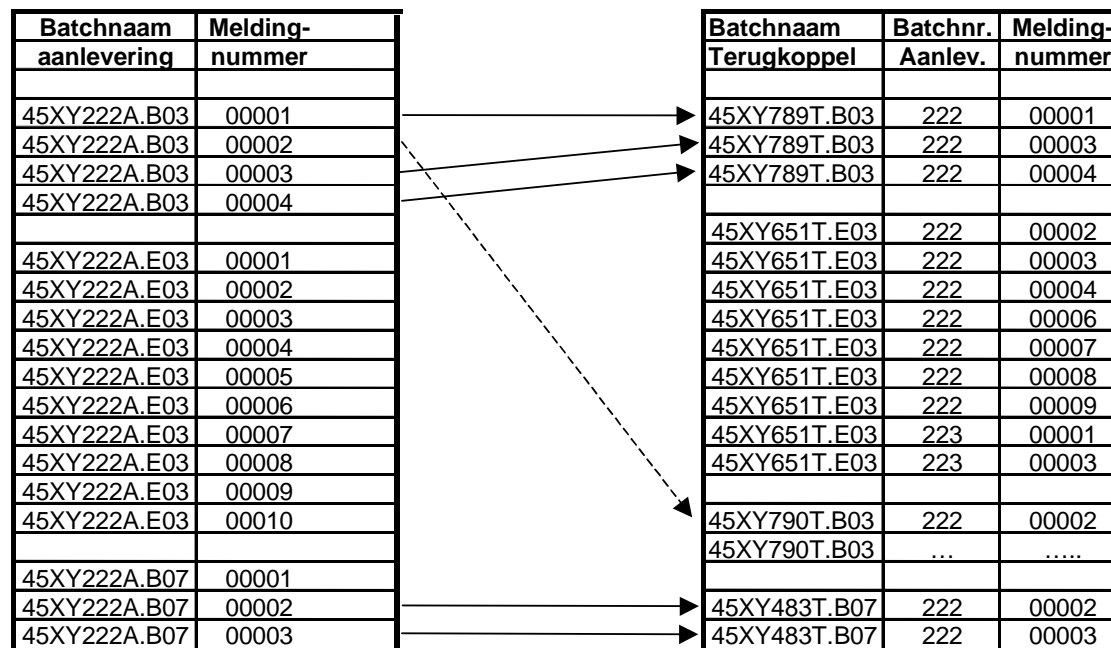 Batchnaam Melding-
aanlevering nummer
45XY222A.B03 00001
45XY222A.B03 00002
45XY222A.B03 00003
45XY222A.B03 00004
45XY222A.E03 00001
45XY222A.E03 00002
45XY222A.E03 00003
45XY222A.E03 00004
45XY222A.E03 00005
45XY222A.E03 00006
45XY222A.E03 00007
45XY222A.E03 00008
45XY222A.E03 00009
45XY222A.E03 00010
45XY222A.B07 00001
45XY222A.B07 00002
45XY222A.B07 00003
Batchnaam Batchnr. Melding-
Terugkoppel Aanlev. nummer
45XY789T.B03 222 00001
45XY789T.B03 222 00003
45XY789T.B03 222 00004
45XY651T.E03 222 00002
45XY651T.E03 222 00003
45XY651T.E03 222 00004
45XY651T.E03 222 00006
45XY651T.E03 222 00007
45XY651T.E03 222 00008
45XY651T.E03 222 00009
45XY651T.E03 223 00001
45XY651T.E03 223 00003
45XY790T.B03 222 00002
45XY790T.B03 … …..
45XY483T.B07 222 00002
45XY483T.B07 222 00003